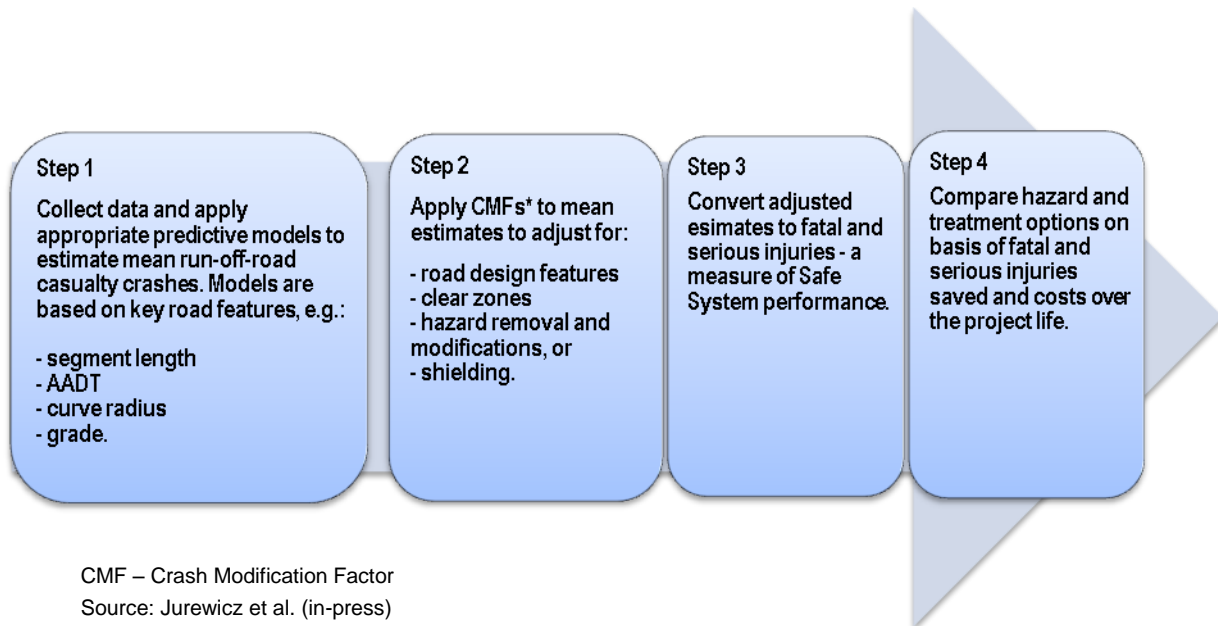 Step 1
Collect data and apply
appropriate predictive models to
estimate mean run-off-road
casualty crashes. Models are
based on key road features, e.g.:
- segment length
- AADT
- curve radius
- grade.
Step 2
Apply CMFs* to mean
estimates to adjust for:
- road design features
- clear zones
- hazard removal and
modifications, or
- shielding.
Step 3
Convert adjusted
esimates to fatal and
serious injuries - a
measure of Safe
System performance.
Step 4
Compare hazard and
treatment options on
basis of fatal and
serious injuries
saved and costs over
the project life.
CMF – Crash Modification Factor
Source: Jurewicz et al. (in-press)